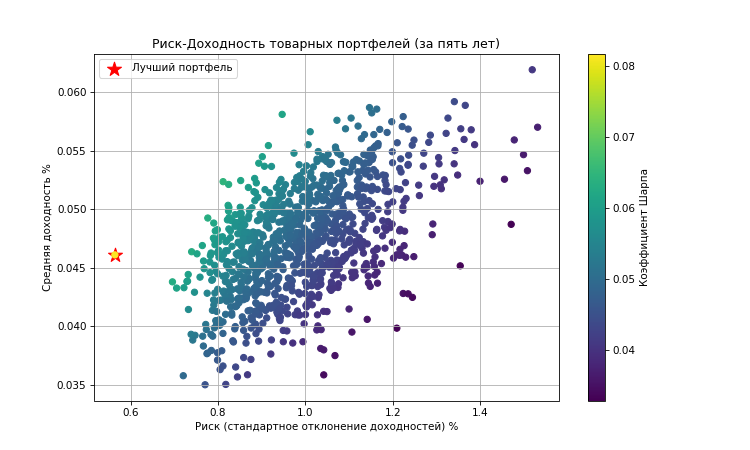 Риск-Доходность товарных портфелей (за пять лет)
Лучший портфель
Средняя доходность %
0.060
0.055
0.050
0.045
0.040
0.035
0.6 0.8 1.0 1.2 1.4
Риск (стандартное отклонение доходностей) %
0.08
0.07
0.06
0.05
0.04
Коэффициент Шарпа